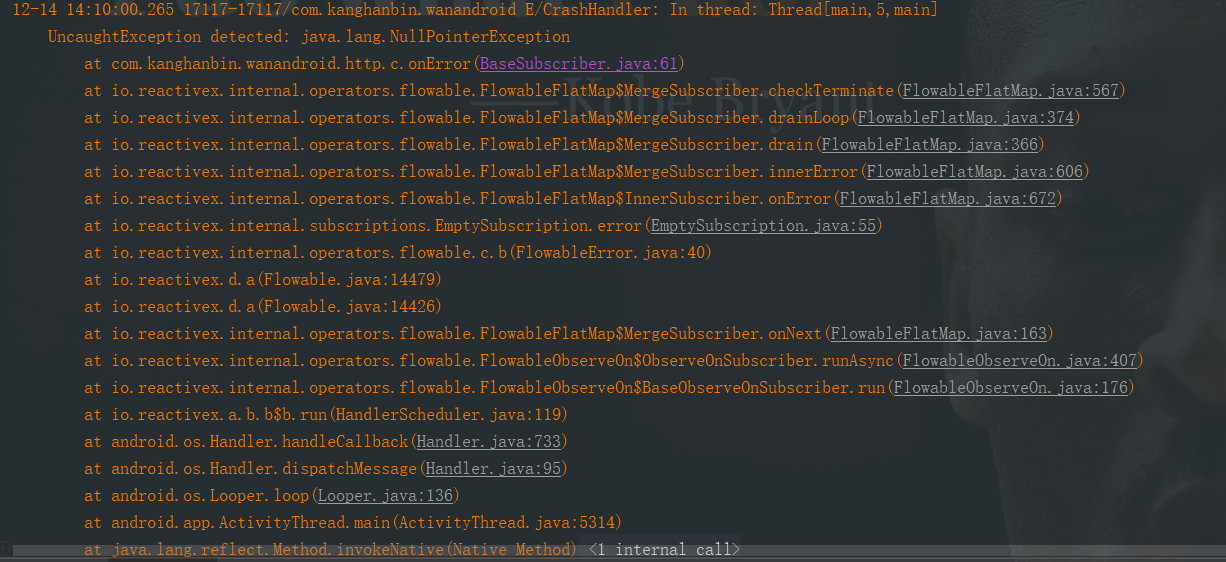 12-14 14:10:00.265 17117-17117/com.kanghanbin.wanandroid E/CrashHandler: In thread: Thread[main,5,main]
UncaughtException detected: java.lang.NullPointerException
at com.kanghanbin.wanandroid.http.c.onError(BaseSubscriber.java:61)
at io.reactivex.internal.operators.flowable.FlowableFlatMap$MergeSubscriber.checkTerminate(FlowableFlatMap.java:567)
at io.reactivex.internal.operators.flowable.FlowableFlatMap$MergeSubscriber.drainLoop(FlowableFlatMap.java:374)
at io.reactivex.internal.operators.flowable.FlowableFlatMap$MergeSubscriber.drain(FlowableFlatMap.java:366)
at io.reactivex.internal.operators.flowable.FlowableFlatMap$MergeSubscriber.innerError(FlowableFlatMap.java:606)
at io.reactivex.internal.operators.flowable.FlowableFlatMap$InnerSubscriber.onError(FlowableFlatMap.java:672)
at io.reactivex.internal.subscriptions.EmptySubscription.error(EmptySubscription.java:55)
at io.reactivex.internal.operators.flowable.c.b(FlowableError.java:40)
at io.reactivex.d.a(Flowable.java:14479)
at io.reactivex.d.a(Flowable.java:14426)
at io.reactivex.internal.operators.flowable.FlowableFlatMap$MergeSubscriber.onNext(FlowableFlatMap.java:163)
at io.reactivex.internal.operators.flowable.FlowableObserveOn$ObserveOnSubscriber.runAsync(FlowableObserveOn.java:407)
at io.reactivex.internal.operators.flowable.FlowableObserveOn$BaseObserveOnSubscriber.run(FlowableObserveOn.java:176)
at io.reactivex.a.b.b$b.run(HandlerScheduler.java:119)
at android.os.Handler.handleCallback(Handler.java:733)
at android.os.Handler.dispatchMessage(Handler.java:95)
at android.os.Looper.loop(Looper.java:136)
at android.app.ActivityThread.main(ActivityThread.java:5314)
at java.lang.reflect.Method.invokeNative(Native Method) <1 internal call>
——Kobe Bryant